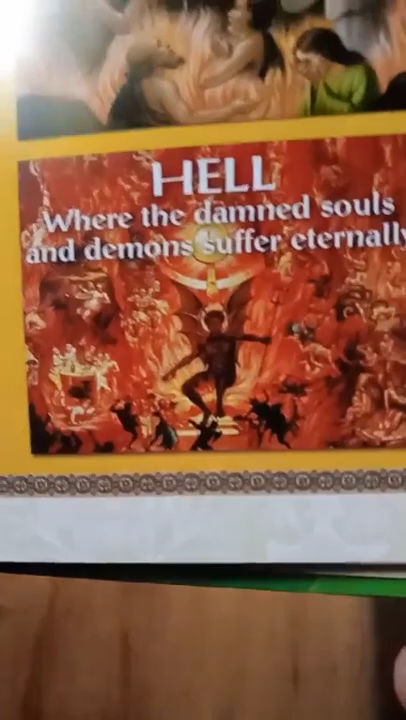 HELL
Where the damned souls
and demons suffer eternally